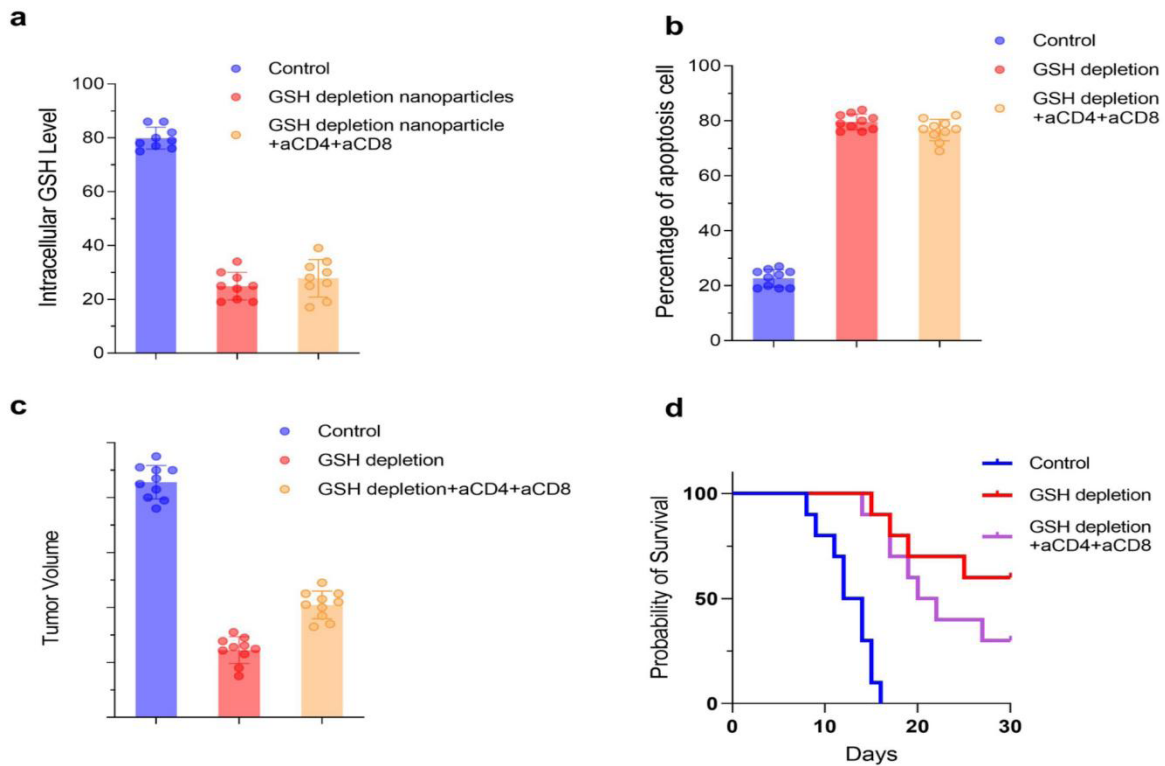 a
Control
GSH depletion nanoparticles
GSH depletion nanoparticle
+aCD4+aCD8
Intracellular GSH Level
100
80
60
40
20
0
b
Control
GSH depletion
GSH depletion
+aCD4+aCD8
Percentage of apoptosis cell
100
80
60
40
20
0
c
Control
GSH depletion
GSH depletion+aCD4+aCD8
Tumor Volume
d
Control
GSH depletion
GSH depletion
+aCD4+aCD8
Probability of Survival
100
50
0
0 10 20 30
Days